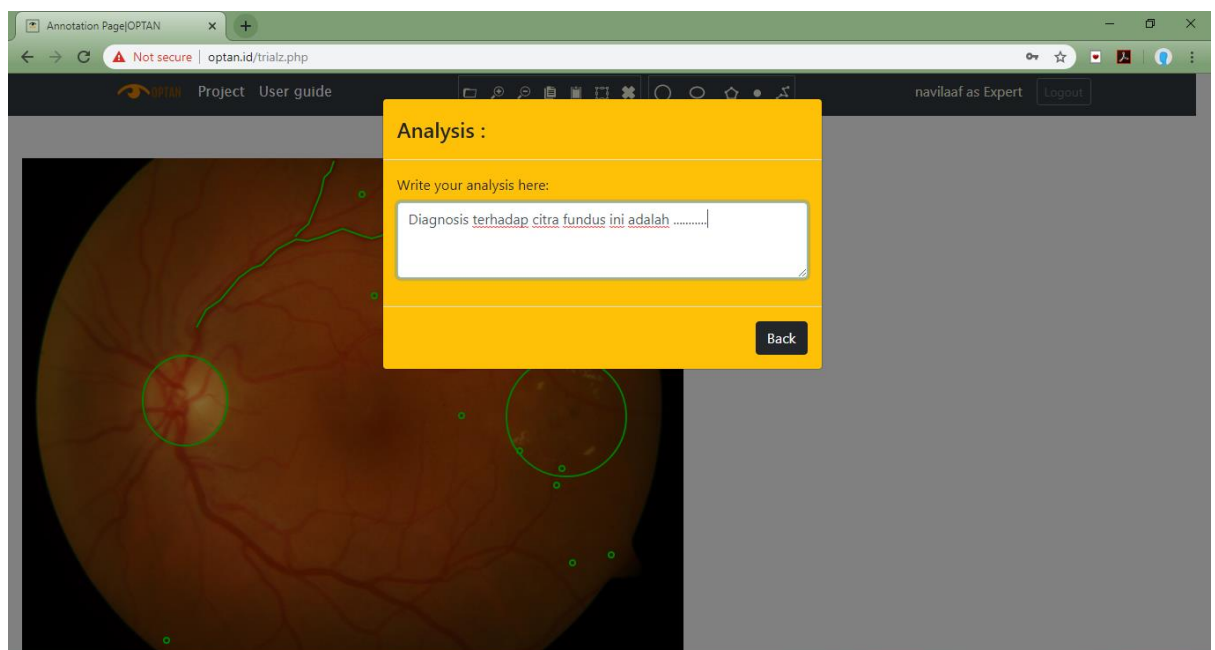 Annotation Page|OPTAN
Not secure | optan.id/trialz.php
OPTAN Project User guide navilaaf as Expert Logout
Analysis :
Write your analysis here:
Diagnosis terhadap citra fundus ini adalah ...........
Back